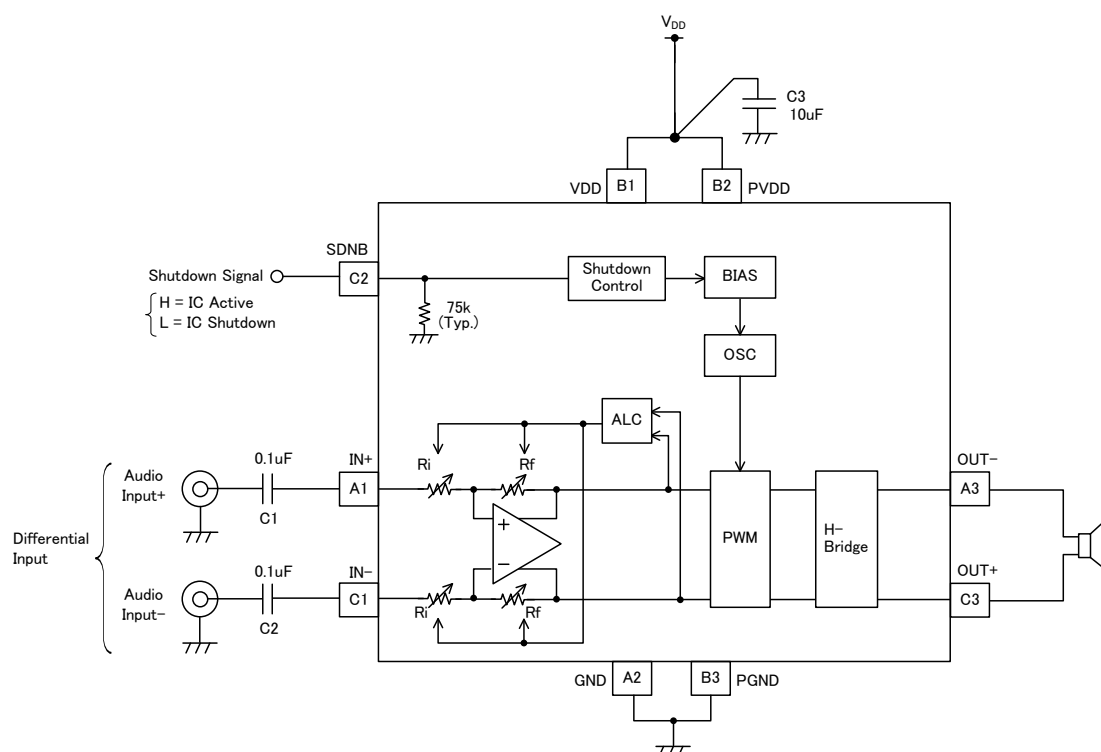 VDD
C3
10uF
VDD
B1
B2
PVDD
SDNB
Shutdown Signal
C2
H = IC Active
L = IC Shutdown
75k
(Typ.)
Shutdown
Control
BIAS
OSC
ALC
Differential
Input
Audio
Input+
0.1uF
C1
IN+
A1
Ri
Rf
+
−
PWM
H-
Bridge
OUT-
A3
Audio
Input-
0.1uF
C2
IN-
C1
Ri
Rf
OUT+
C3
GND
A2
B3
PGND